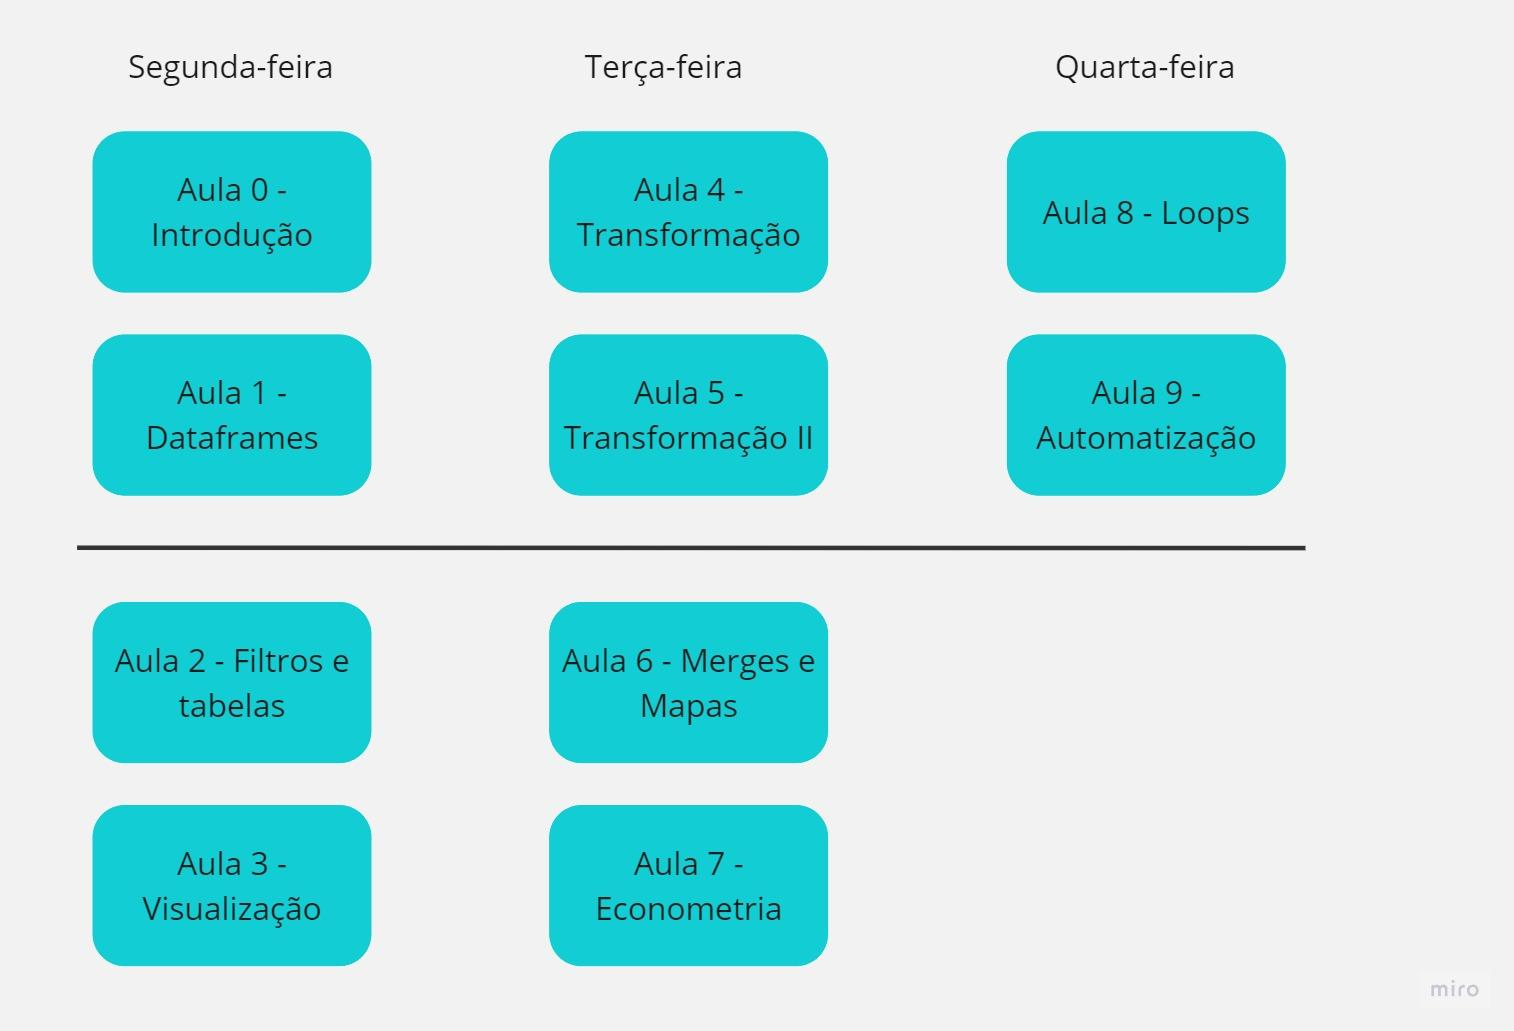 Segunda-feira
Terça-feira
Quarta-feira
Aula 0 -
Introdução
Aula 4 -
Transformação
Aula 8 - Loops
Aula 1 -
Dataframes
Aula 5 -
Transformação II
Aula 9 -
Automatização
Aula 2 - Filtros e
tabelas
Aula 6 - Merges e
Mapas
Aula 3 -
Visualização
Aula 7 -
Econometria
miro